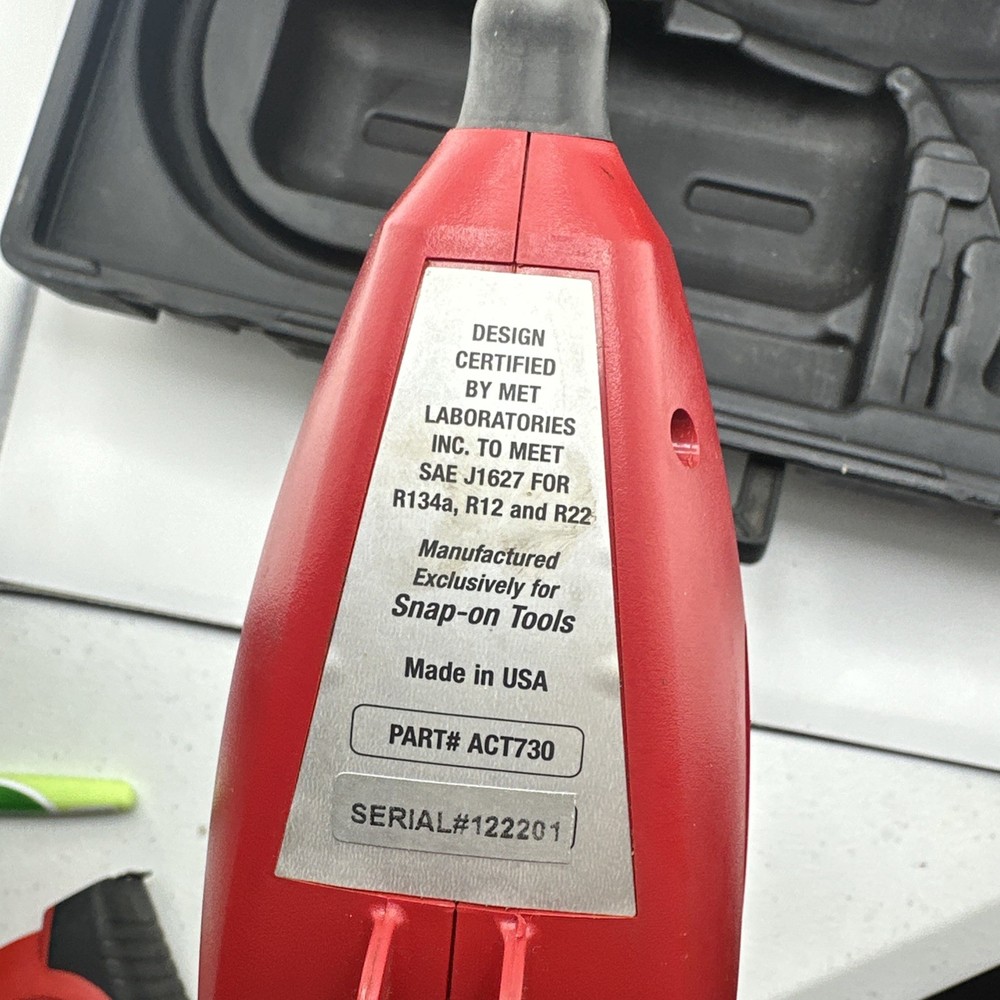 DESIGN
CERTIFIED
BY MET
LABORATORIES
INC. TO MEET
SAE J1627 FOR
R134a, R12 and R22
Manufactured
Exclusively for
Snap-on Tools
Made in USA
PART# ACT730
SERIAL#122201